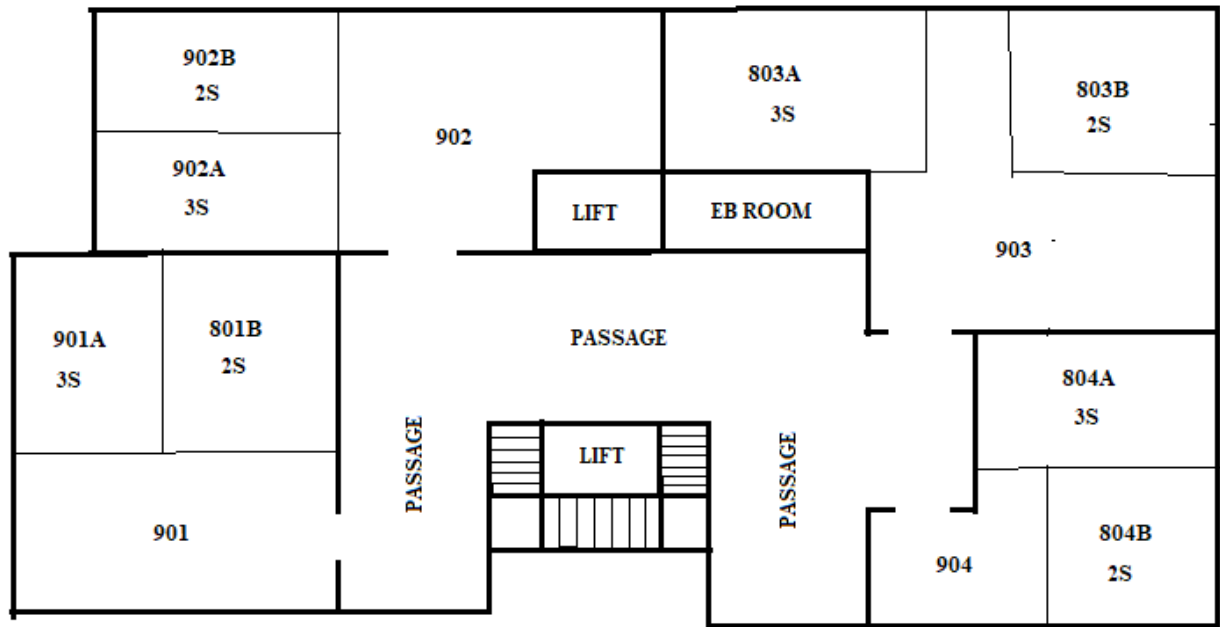 902B
2S
803A
3S
803B
2S
902
902A
3S
LIFT
EB ROOM
903
901A
3S
801B
2S
PASSAGE
804A
3S
PASSAGE
LIFT
PASSAGE
901
904
804B
2S